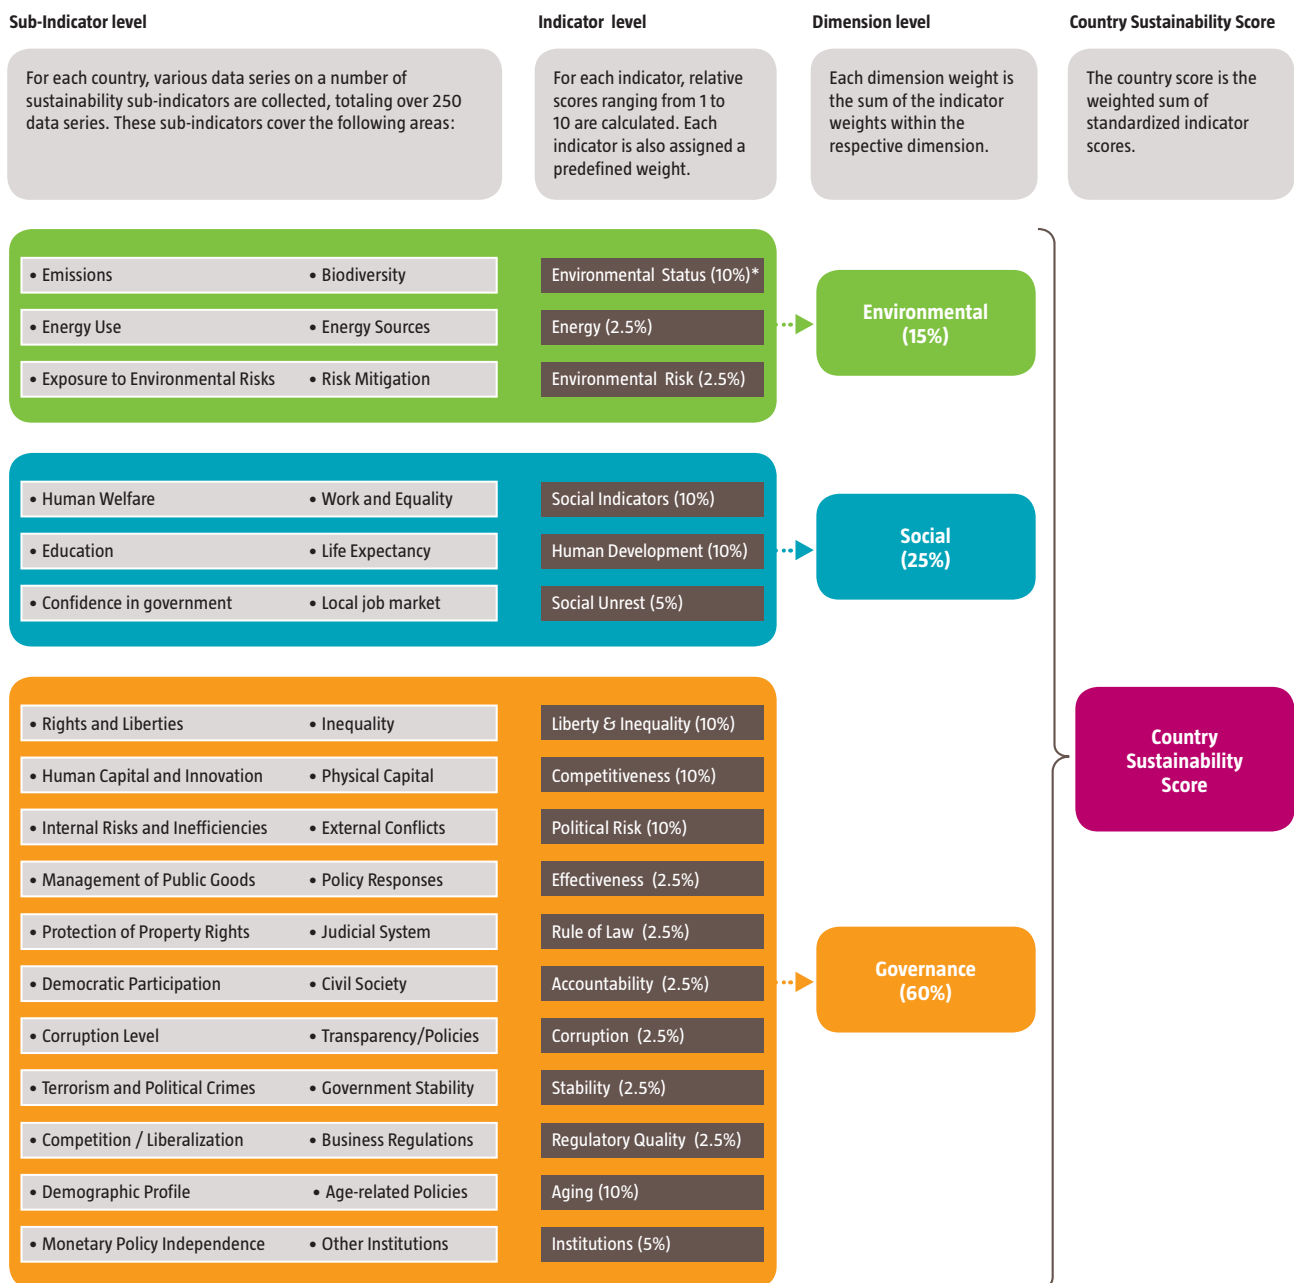 Sub-Indicator level
Indicator level
Dimension level
Country Sustainability Score
For each country, various data series on a number of
sustainability sub-indicators are collected, totaling over 250
data series. These sub-indicators cover the following areas:
For each indicator, relative
scores ranging from 1 to
10 are calculated. Each
indicator is also assigned a
predefined weight.
Each dimension weight is
the sum of the indicator
weights within the
respective dimension.
The country score is the
weighted sum of
standardized indicator
scores.
• Emissions • Biodiversity Environmental Status (10%)*
• Energy Use • Energy Sources Energy (2.5%)
• Exposure to Environmental Risks • Risk Mitigation Environmental Risk (2.5%)
Environmental
(15%)
• Human Welfare • Work and Equality Social Indicators (10%)
• Education • Life Expectancy Human Development (10%)
• Confidence in government • Local job market Social Unrest (5%)
Social
(25%)
• Rights and Liberties • Inequality Liberty & Inequality (10%)
• Human Capital and Innovation • Physical Capital Competitiveness (10%)
• Internal Risks and Inefficiencies • External Conflicts Political Risk (10%)
• Management of Public Goods • Policy Responses Effectiveness (2.5%)
• Protection of Property Rights • Judicial System Rule of Law (2.5%)
• Democratic Participation • Civil Society Accountability (2.5%)
• Corruption Level • Transparency/Policies Corruption (2.5%)
• Terrorism and Political Crimes • Government Stability Stability (2.5%)
• Competition / Liberalization • Business Regulations Regulatory Quality (2.5%)
• Demographic Profile • Age-related Policies Aging (10%)
• Monetary Policy Independence • Other Institutions Institutions (5%)
Governance
(60%)
Country
Sustainability
Score